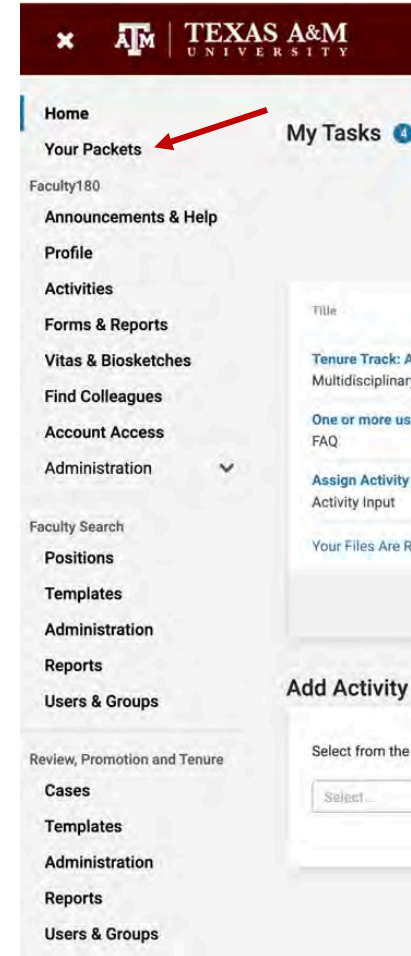 × ATM | TEXAS A&M
UNIVERSITY
Home
Your Packets
Faculty180
Announcements & Help
Profile
Activities
Forms & Reports
Vitas & Biosketches
Find Colleagues
Account Access
Administration
Faculty Search
Positions
Templates
Administration
Reports
Users & Groups
Review, Promotion and Tenure
Cases
Templates
Administration
Reports
Users & Groups
My Tasks 4
Title
Tenure Track: A
Multidisciplinary
One or more us
FAQ
Assign Activity
Activity Input
Your Files Are R
Add Activity
Select from the
Select...